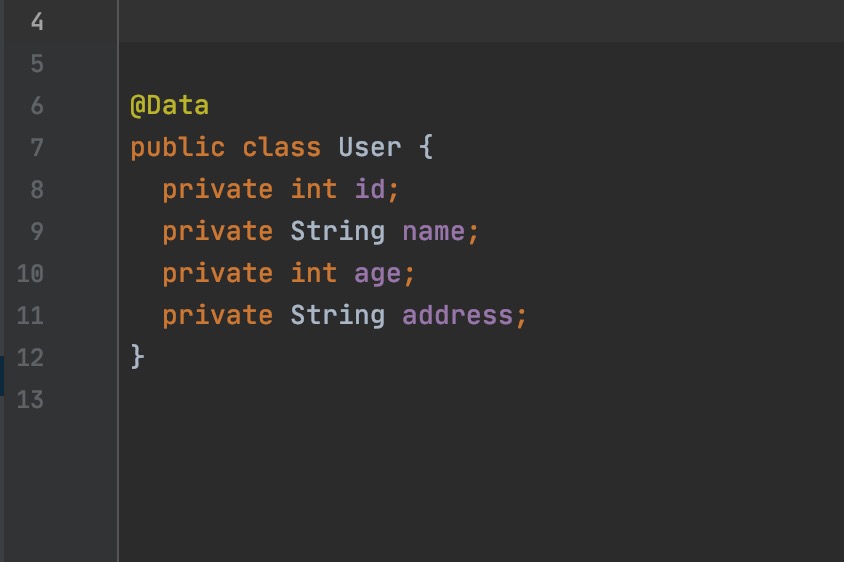 4
5
6 @Data
7 public class User {
8   private int id;
9   private String name;
10   private int age;
11   private String address;
12 }
13